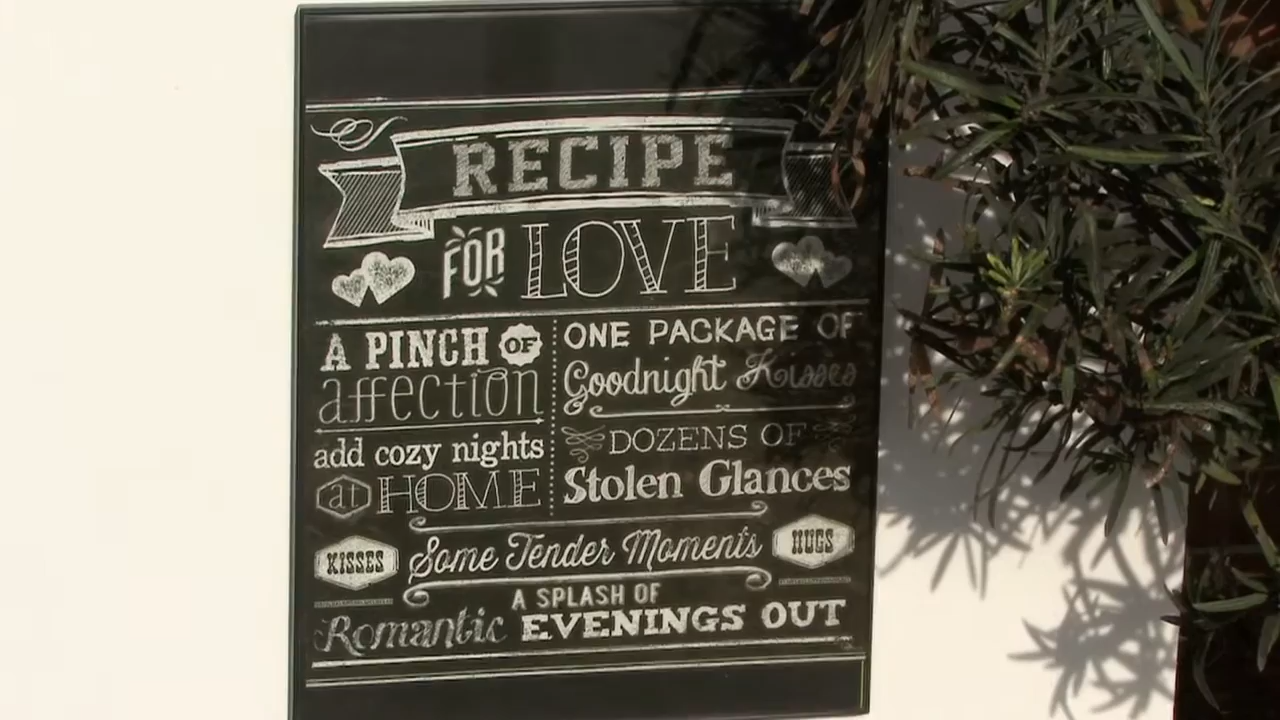 RECIPE
FOR LOVE
A PINCH OF
affection
add cozy nights
at HOME
ONE PACKAGE OF
Goodnight Kisses
DOZENS OF
Stolen Glances
KISSES Some Tender Moments HUGS
A SPLASH OF
Romantic EVENINGS OUT